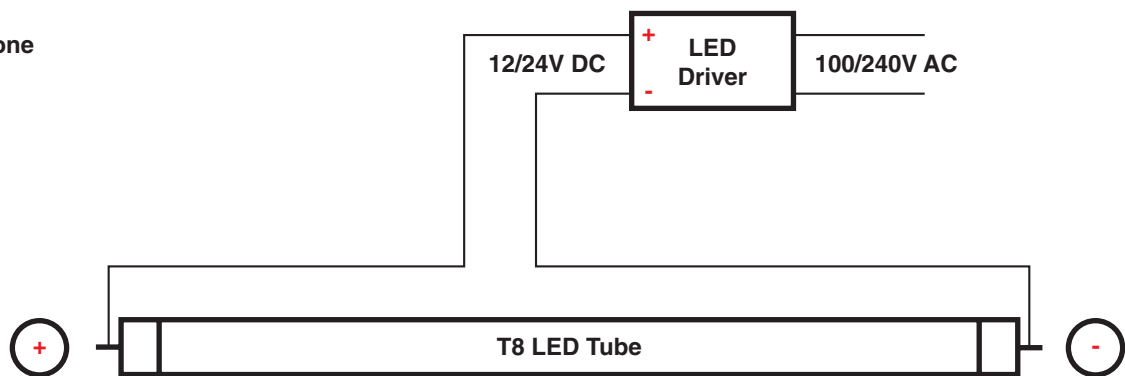 one
+
LED
12/24V DC
100/240V AC
Driver
-
+
T8 LED Tube
-